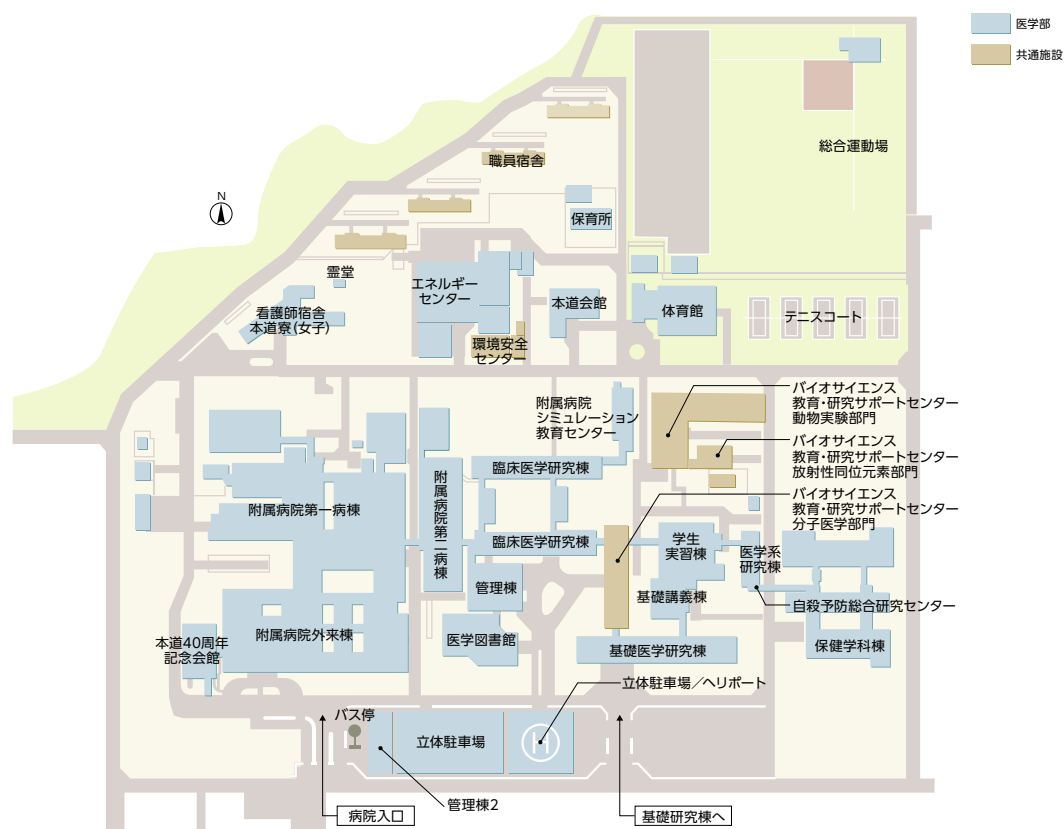 医学部
共通施設
総合運動場
職員宿舎
N
保育所
霊堂
エネルギー
センター
本道会館
看護師宿舎
本道寮(女子)
体育館
テニスコート
環境安全
センター
附属病院
シミュレーション
教育センター
バイオサイエンス
教育・研究サポートセンター
動物実験部門
バイオサイエンス
教育・研究サポートセンター
放射性同位元素部門
バイオサイエンス
教育・研究サポートセンター
分子医学部門
臨床医学研究棟
附属病院第二病棟
附属病院第一病棟
臨床医学研究棟
学生
実習棟
医学系
研究棟
管理棟
基礎講義棟
自殺予防総合研究センター
附属病院外来棟
医学図書館
本道40周年
記念会館
基礎医学研究棟
保健学科棟
立体駐車場/ヘリポート
バス停
立体駐車場
H
管理棟2
病院入口
基礎研究棟へ